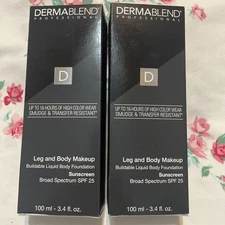 DERMABLEND
PROFESSIONAL
D
UP TO 16-HOURS OF HIGH COLOR WEAR
SMUDGE & TRANSFER RESISTANT*
Leg and Body Makeup
Buildable Liquid Body Foundation
Sunscreen
Broad Spectrum SPF 25
100 ml - 3.4 fl. oz.
DERMABLEND
PROFESSIONAL
D
UP TO 16-HOURS OF HIGH COLOR WEAR
SMUDGE & TRANSFER RESISTANT*
Leg and Body Makeup
Buildable Liquid Body Foundation
Sunscreen
Broad Spectrum SPF 25
100 ml - 3.4 fl. oz.